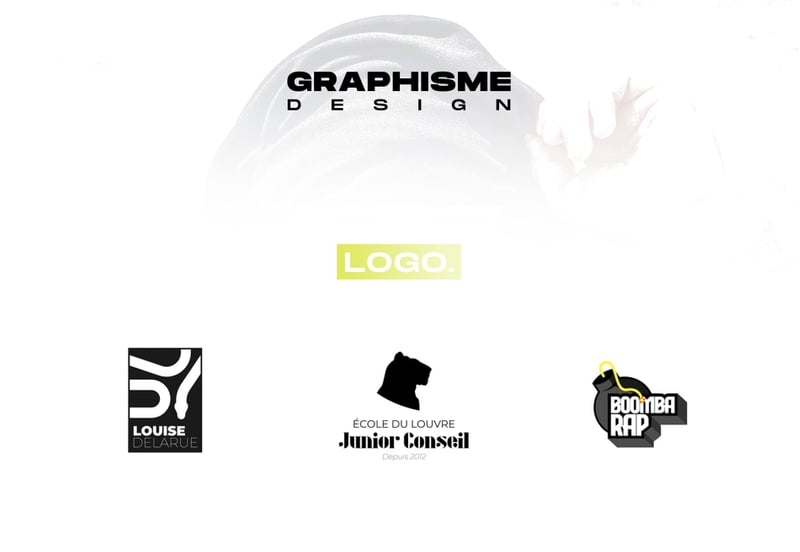 GRAPHISME
DESIGN
LOGO.
LOUISE
DELARUE
ÉCOLE DU LOUVRE
Junior Conseil
Depuis 2012
BOOMBA
RAP